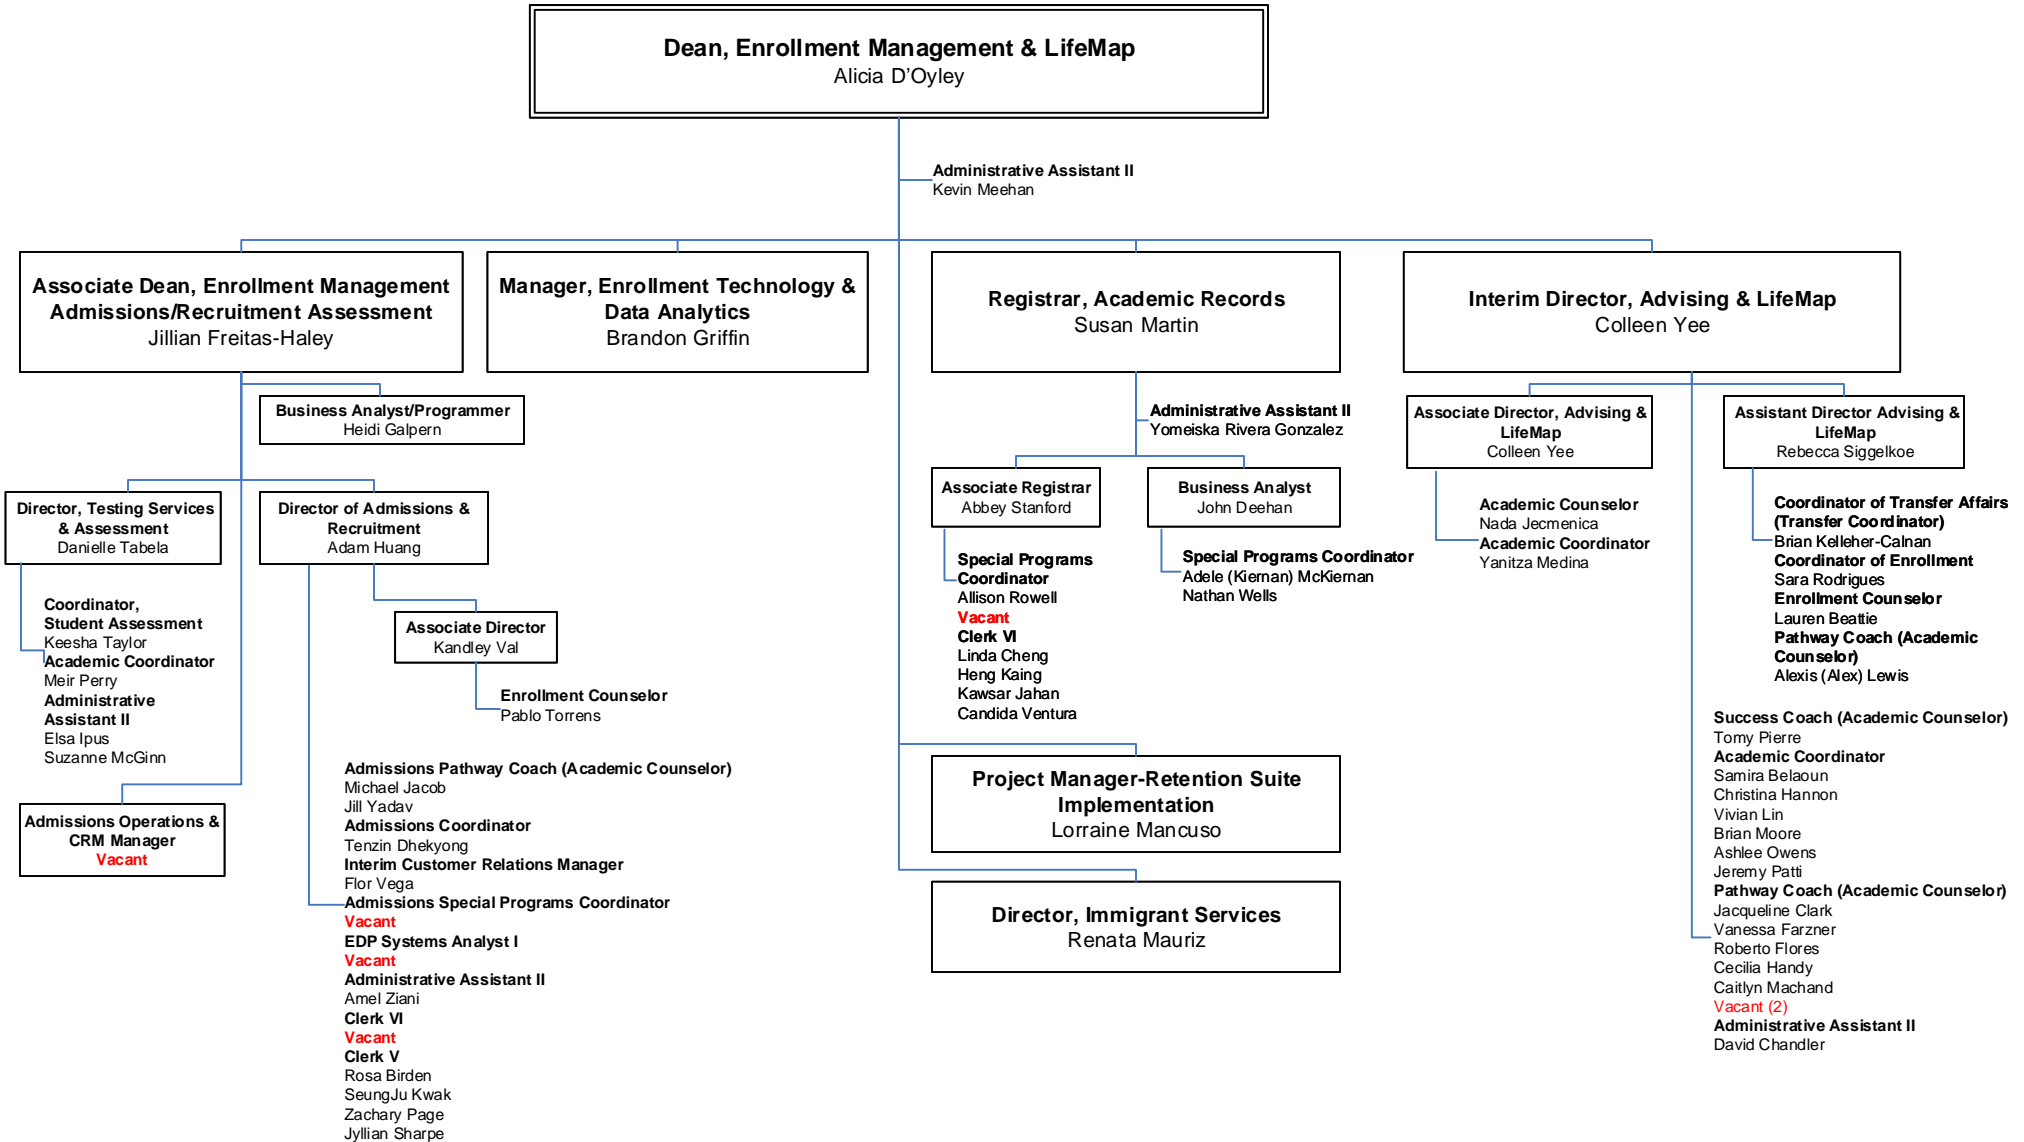 Dean, Enrollment Management & LifeMap
Alicia D'Oyley
Administrative Assistant II
Kevin Meehan
Associate Dean, Enrollment Management
Admissions/Recruitment Assessment
Jillian Freitas-Haley
Manager, Enrollment Technology &
Data Analytics
Brandon Griffin
Registrar, Academic Records
Susan Martin
Interim Director, Advising & LifeMap
Colleen Yee
Business Analyst/Programmer
Heidi Galpern
Director, Testing Services
& Assessment
Danielle Tabela
Coordinator,
Student Assessment
Keesha Taylor
Academic Coordinator
Meir Perry
Administrative
Assistant II
Elsa Ipus
Suzanne McGinn
Director of Admissions &
Recruitment
Adam Huang
Associate Director
Kandley Val
Enrollment Counselor
Pablo Torrens
Admissions Pathway Coach (Academic Counselor)
Michael Jacob
Jill Yadav
Admissions Coordinator
Tenzin Dhekyong
Interim Customer Relations Manager
Flor Vega
Admissions Special Programs Coordinator
Vacant
EDP Systems Analyst I
Vacant
Administrative Assistant II
Amel Ziani
Clerk VI
Vacant
Clerk V
Rosa Birden
SeungJu Kwak
Zachary Page
Jyllian Sharpe
Admissions Operations &
CRM Manager
Vacant
Administrative Assistant II
Yomeiska Rivera Gonzalez
Associate Registrar
Abbey Stanford
Special Programs
Coordinator
Allison Rowell
Vacant
Clerk VI
Linda Cheng
Heng Kaing
Kawsar Jahan
Candida Ventura
Business Analyst
John Deehan
Special Programs Coordinator
Adele (Kiernan) McKiernan
Nathan Wells
Project Manager-Retention Suite
Implementation
Lorraine Mancuso
Director, Immigrant Services
Renata Mauriz
Associate Director, Advising &
LifeMap
Colleen Yee
Academic Counselor
Nada Jecmenica
Academic Coordinator
Yanitza Medina
Assistant Director Advising &
LifeMap
Rebecca Siggelkoe
Coordinator of Transfer Affairs
(Transfer Coordinator)
Brian Kelleher-Calnan
Coordinator of Enrollment
Sara Rodrigues
Enrollment Counselor
Lauren Beattie
Pathway Coach (Academic
Counselor)
Alexis (Alex) Lewis
Success Coach (Academic Counselor)
Tomy Pierre
Academic Coordinator
Samira Belaoun
Christina Hannon
Vivian Lin
Brian Moore
Ashlee Owens
Jeremy Patti
Pathway Coach (Academic Counselor)
Jacqueline Clark
Vanessa Farzner
Roberto Flores
Cecilia Handy
Caitlyn Machand
Vacant (2)
Administrative Assistant II
David Chandler